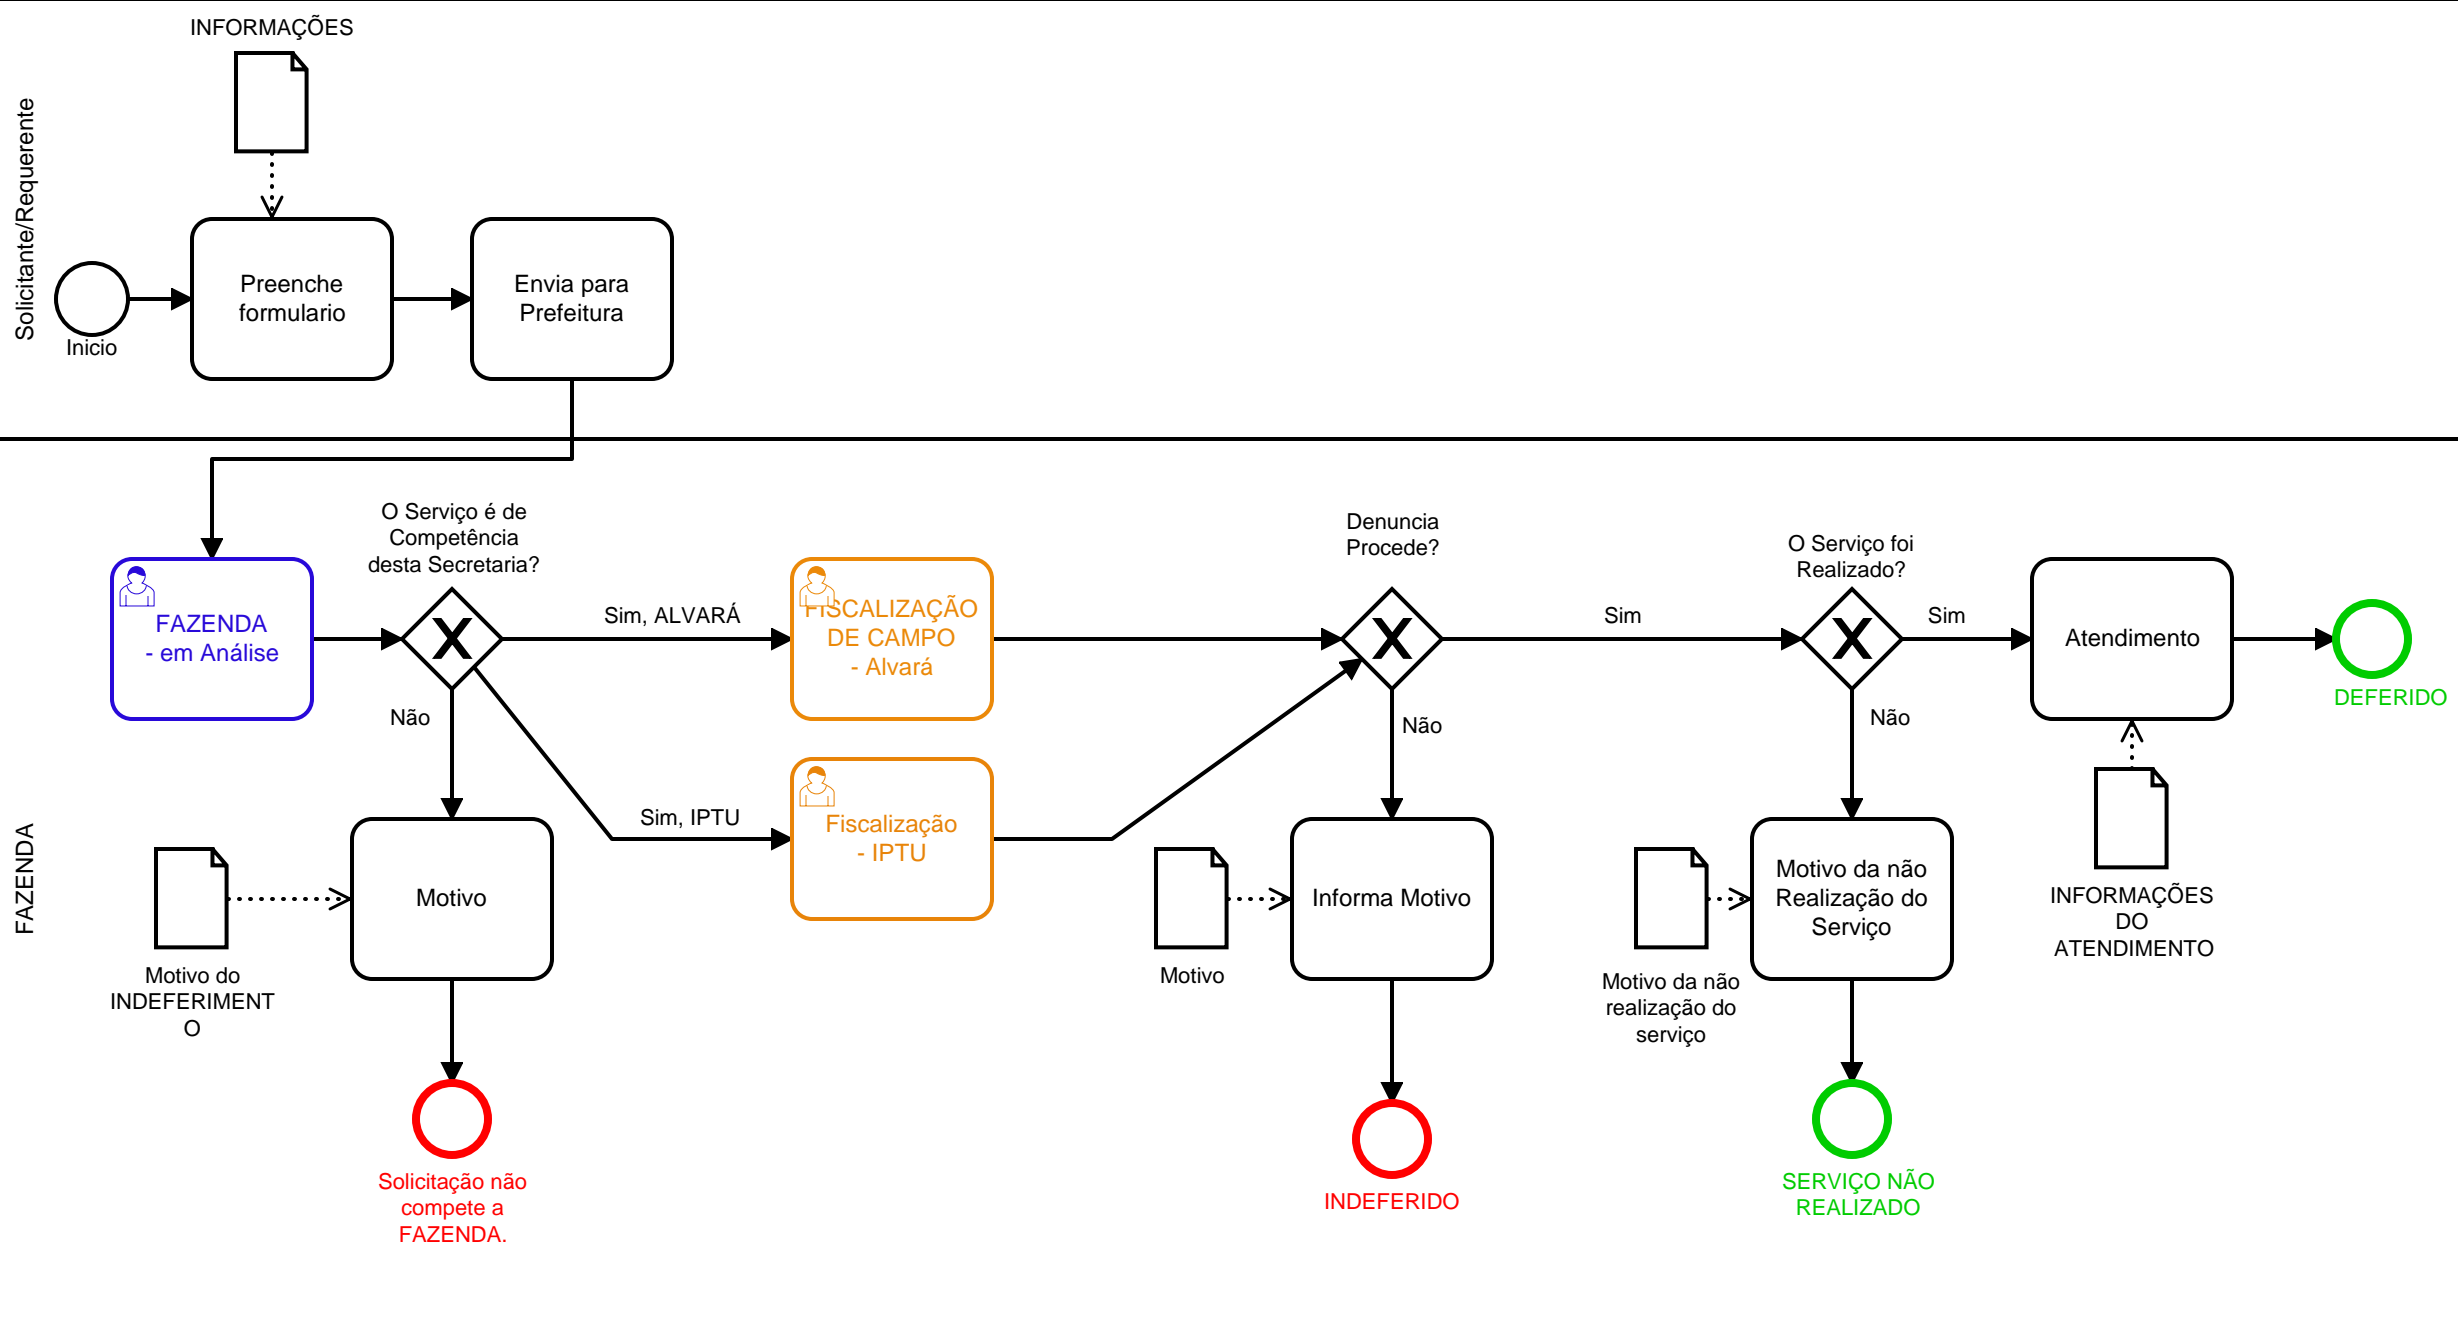 INFORMAÇÕES
Solicitante/Requerente
Preenche
formulario
Envia para
Prefeitura
Inicio
FAZENDA
O Serviço é de
Competência
desta Secretaria?
Denuncia
Procede?
O Serviço foi
Realizado?
FAZENDA
- em Análise
Sim, ALVARÁ
FISCALIZAÇÃO
DE CAMPO
- Alvará
Sim
Sim
Atendimento
DEFERIDO
Não
Não
Não
Sim, IPTU
Fiscalização
- IPTU
Motivo
Informa Motivo
Motivo da não
Realização do
Serviço
INFORMAÇÕES
DO
ATENDIMENTO
Motivo do
INDEFERIMENT
O
Motivo
Motivo da não
realização do
serviço
Solicitação não
compete a
FAZENDA.
INDEFERIDO
SERVIÇO NÃO
REALIZADO